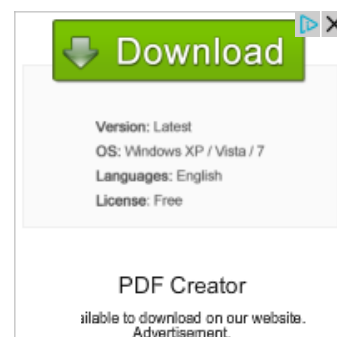 Download
Version: Latest
OS: Windows XP / Vista / 7
Languages: English
License: Free
PDF Creator
ilable to download on our website.
Advertisement.